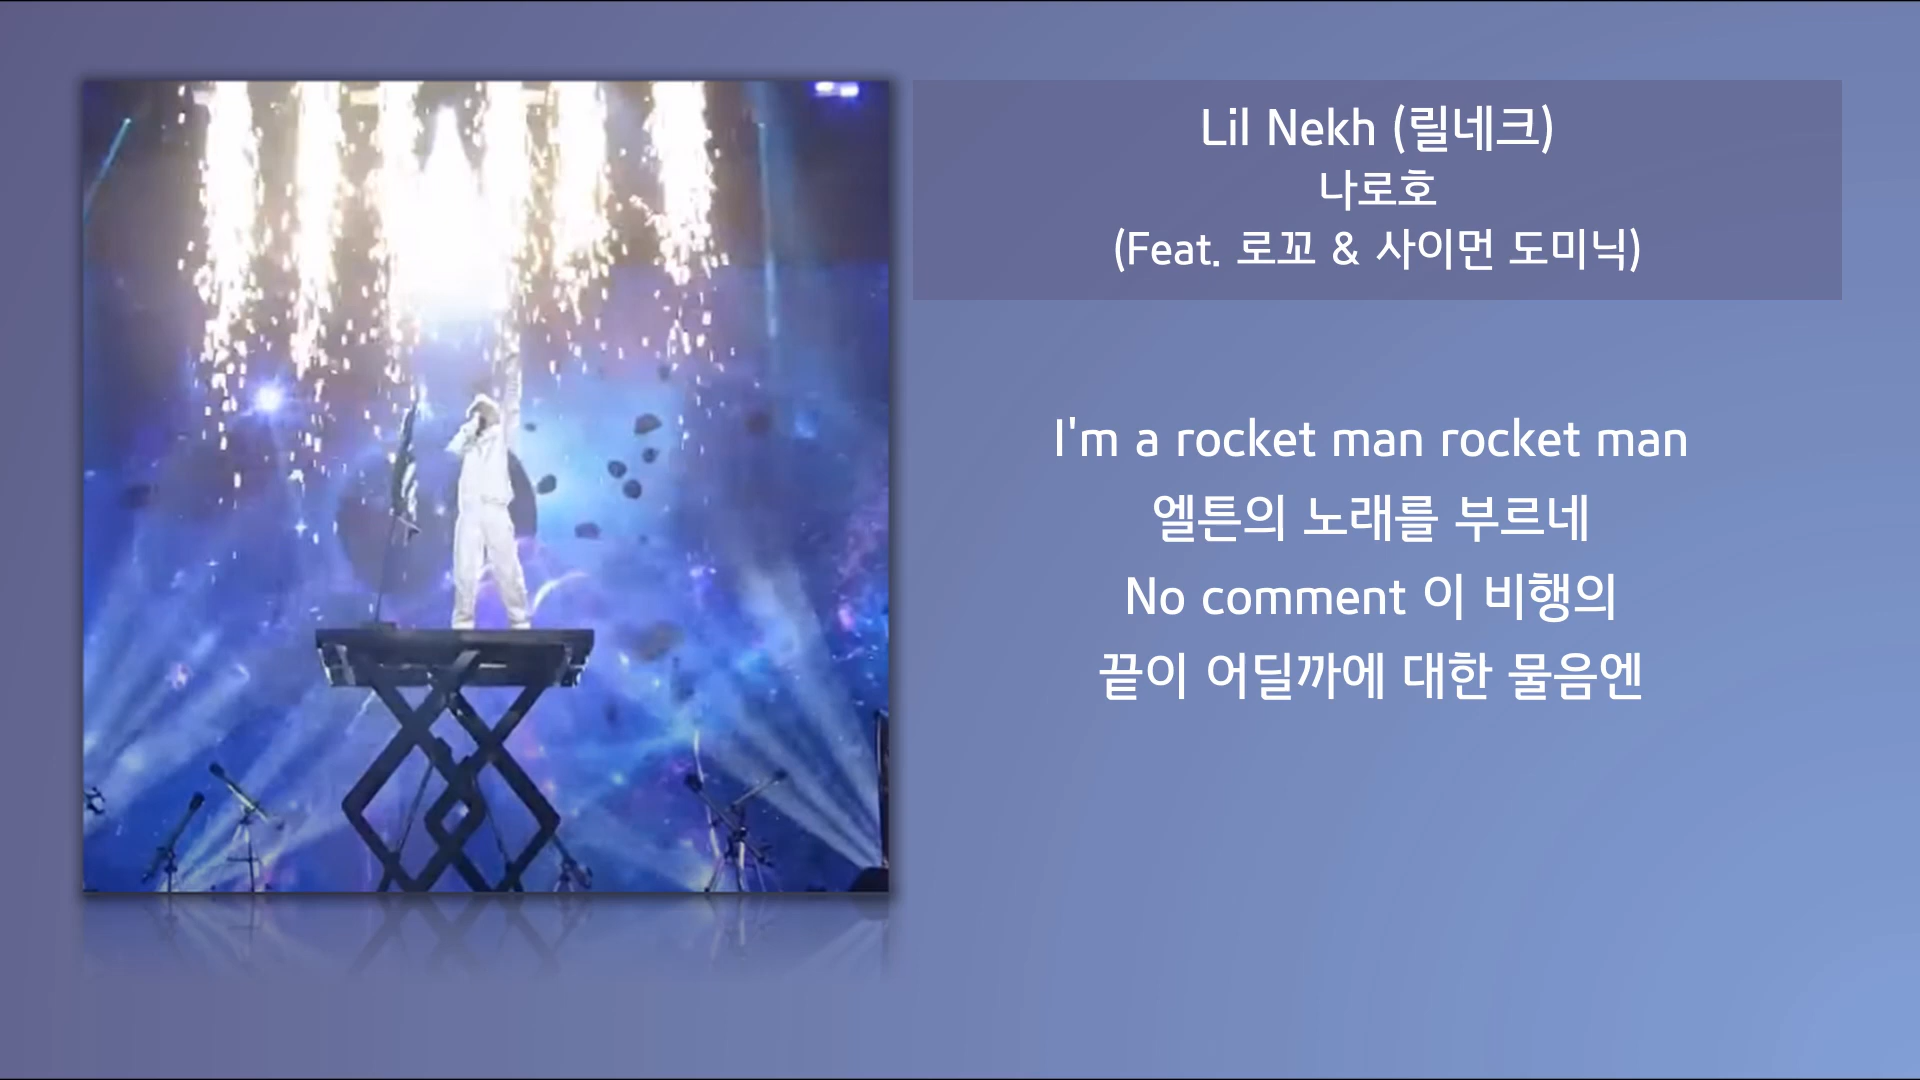 Lil Nekh (릴네크)
나로호
(Feat. 로꼬 & 사이먼 도미닉)
I'm a rocket man rocket man
엘튼의 노래를 부르네
No comment 이 비행의
끝이 어딜까에 대한 물음엔